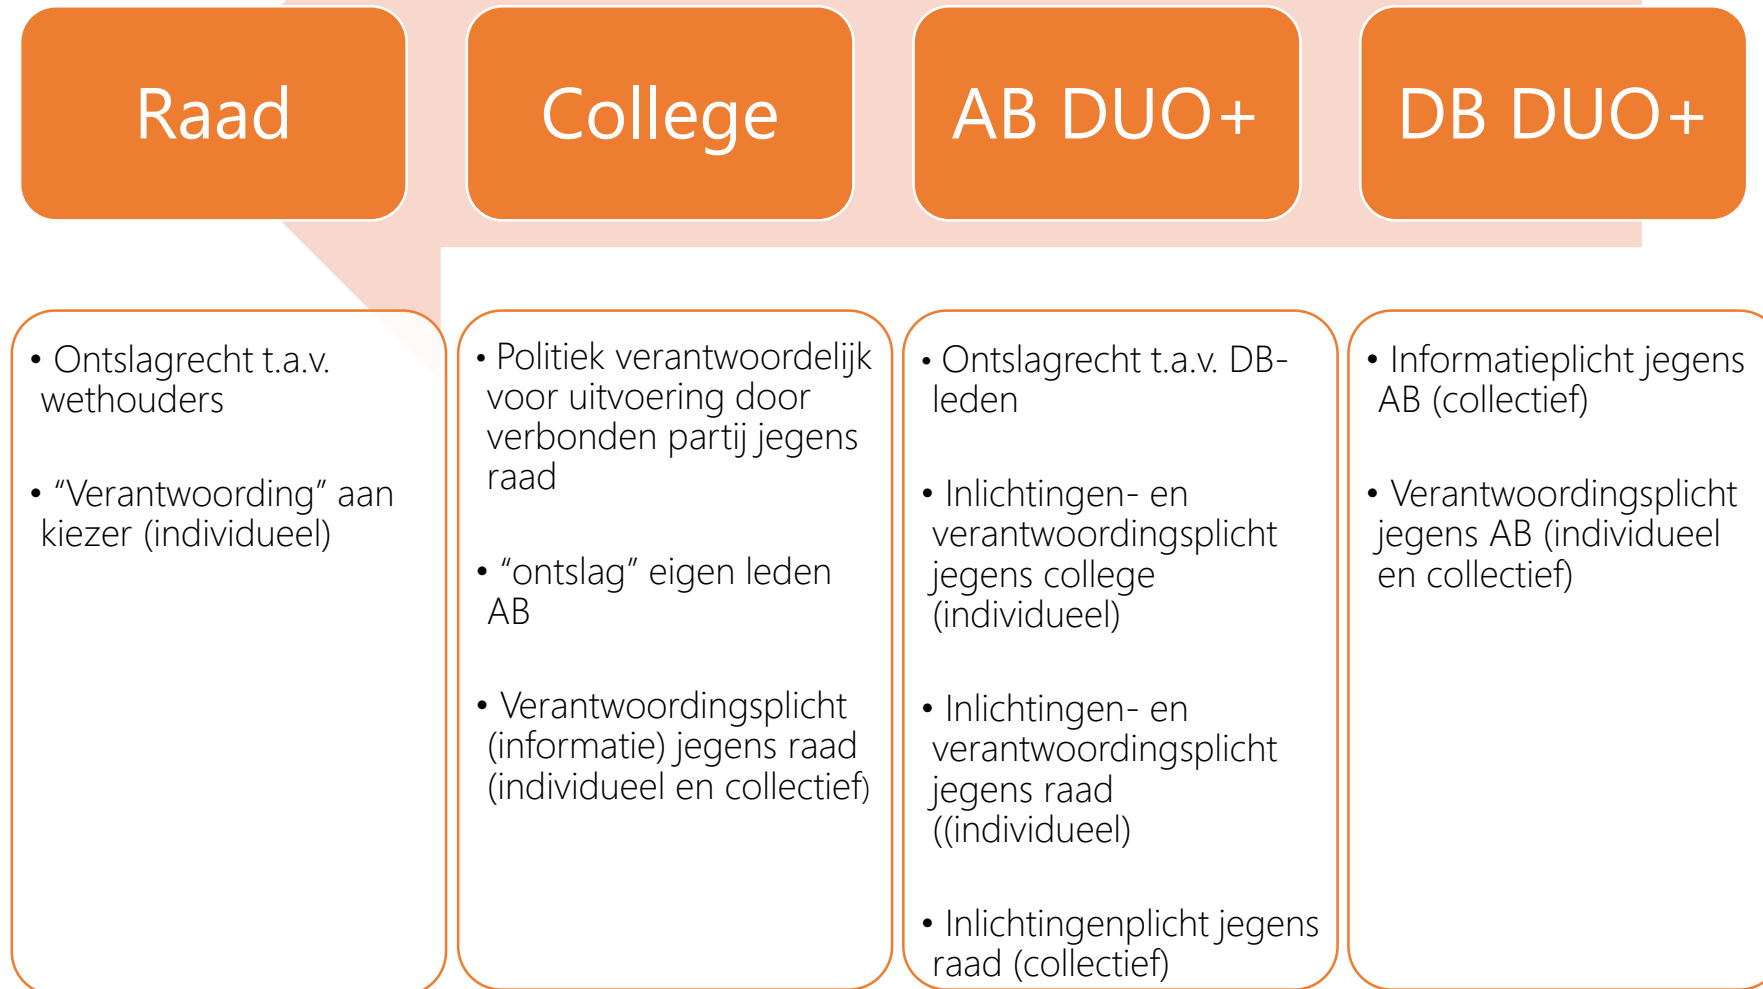 Raad
College
AB DUO+
DB DUO+
• Ontslagrecht t.a.v.
wethouders
• “Verantwoording” aan
kiezer (individueel)
• Politiek verantwoordelijk
voor uitvoering door
verbonden partij jegens
raad
• “ontslag” eigen leden
AB
• Verantwoordingsplicht
(informatie) jegens raad
(individueel en collectief)
• Ontslagrecht t.a.v. DB-
leden
• Inlichtingen- en
verantwoordingsplicht
jegens college
(individueel)
• Inlichtingen- en
verantwoordingsplicht
jegens raad
((individueel)
• Inlichtingenplicht jegens
raad (collectief)
• Informatieplicht jegens
AB (collectief)
• Verantwoordingsplicht
jegens AB (individueel
en collectief)